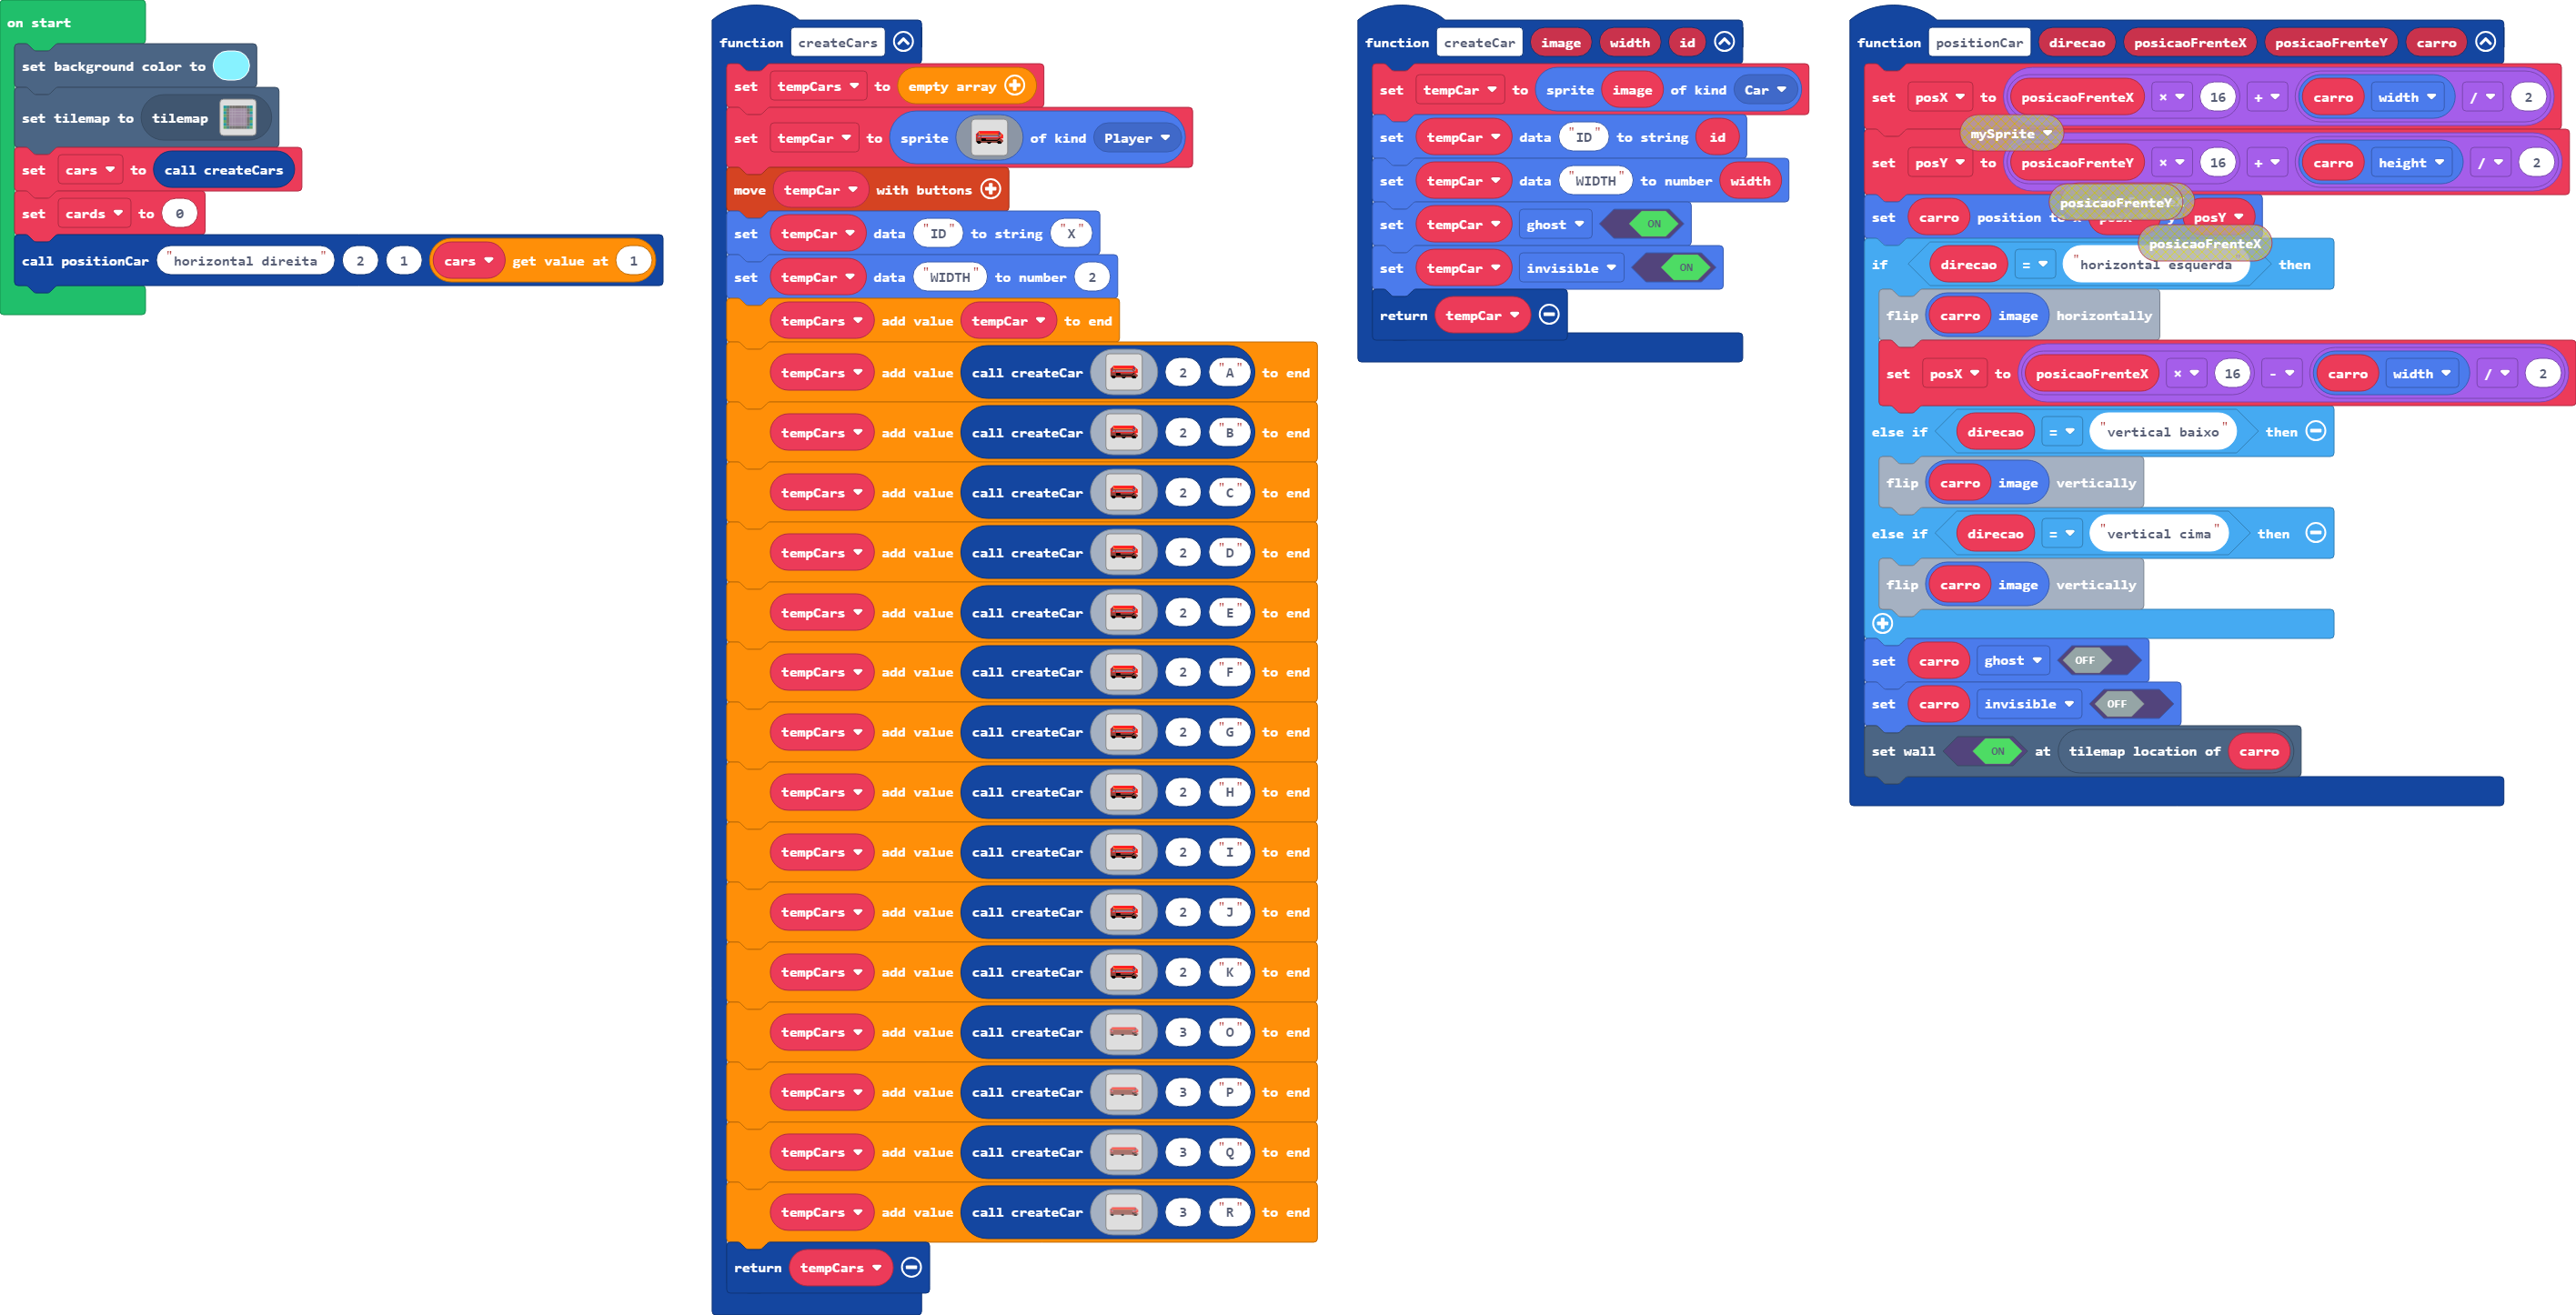 on start
set background color to
set tilemap to tilemap
set cars to call createCars
set cards to 0
call positionCar "horizontal direita" 2 1 cars get value at 1
function createCars
set tempCars to empty array
set tempCar to sprite of kind Player
move tempCar with buttons
set tempCar data "ID" to string "X"
set tempCar data "WIDTH" to number 2
tempCars add value tempCar to end
tempCars add value call createCar 2 "A" to end
tempCars add value call createCar 2 "B" to end
tempCars add value call createCar 2 "C" to end
tempCars add value call createCar 2 "D" to end
tempCars add value call createCar 2 "E" to end
tempCars add value call createCar 2 "F" to end
tempCars add value call createCar 2 "G" to end
tempCars add value call createCar 2 "H" to end
tempCars add value call createCar 2 "I" to end
tempCars add value call createCar 2 "J" to end
tempCars add value call createCar 2 "K" to end
tempCars add value call createCar 3 "O" to end
tempCars add value call createCar 3 "P" to end
tempCars add value call createCar 3 "Q" to end
tempCars add value call createCar 3 "R" to end
return tempCars
function createCar image width id
set tempCar to sprite image of kind Car
set tempCar data "ID" to string id
set tempCar data "WIDTH" to number width
set tempCar ghost ON
set tempCar invisible ON
return tempCar
function positionCar direcao posicaoFrenteX posicaoFrenteY carro
set posX to posicaoFrenteX × 16 + carro width / 2
mySprite
set posY to posicaoFrenteY × 16 + carro height / 2
posicaoFrenteY
set carro position to x posX y posY
posicaoFrenteX
if direcao = "horizontal esquerda" then
flip carro image horizontally
set posX to posicaoFrenteX × 16 - carro width / 2
else if direcao = "vertical baixo" then
flip carro image vertically
else if direcao = "vertical cima" then
flip carro image vertically
set carro ghost OFF
set carro invisible OFF
set wall ON at tilemap location of carro